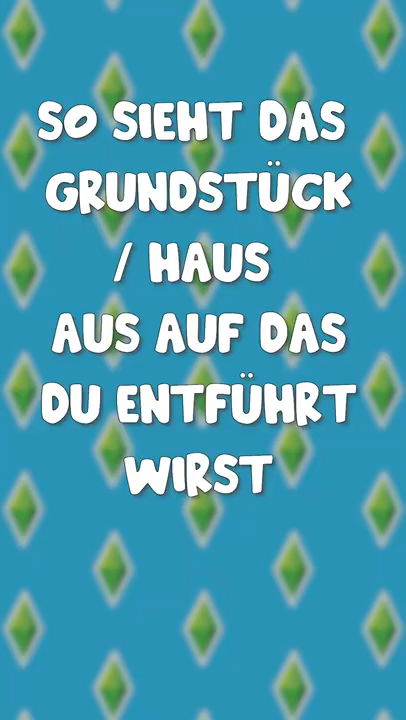 SO SIEHT DAS
GRUNDSTÜCK
/ HAUS
AUS AUF DAS
DU ENTFÜHRT
WIRST